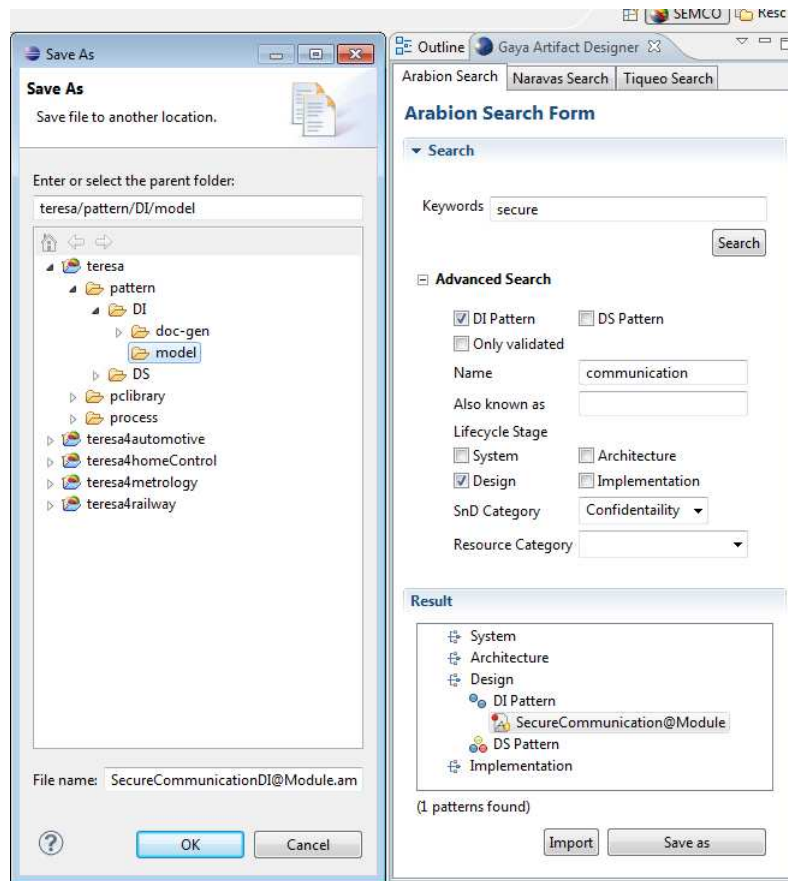 SEMCO
Resc
Save As
Save As
Save file to another location.
Enter or select the parent folder:
teresa/pattern/DI/model
teresa
pattern
DI
doc-gen
model
DS
pclibrary
process
teresa4automotive
teresa4homeControl
teresa4metrology
teresa4railway
File name: SecureCommunicationDI@Module.am
OK
Cancel
Outline
Gaya Artifact Designer
Arabion Search
Naravas Search
Tiqueo Search
Arabion Search Form
Search
Keywords secure
Search
Advanced Search
DI Pattern DS Pattern
Only validated
Name communication
Also known as
Lifecycle Stage
System Architecture
Design Implementation
SnD Category Confidentaility
Resource Category
Result
System
Architecture
Design
DI Pattern
SecureCommunication@Module
DS Pattern
Implementation
(1 patterns found)
Import
Save as